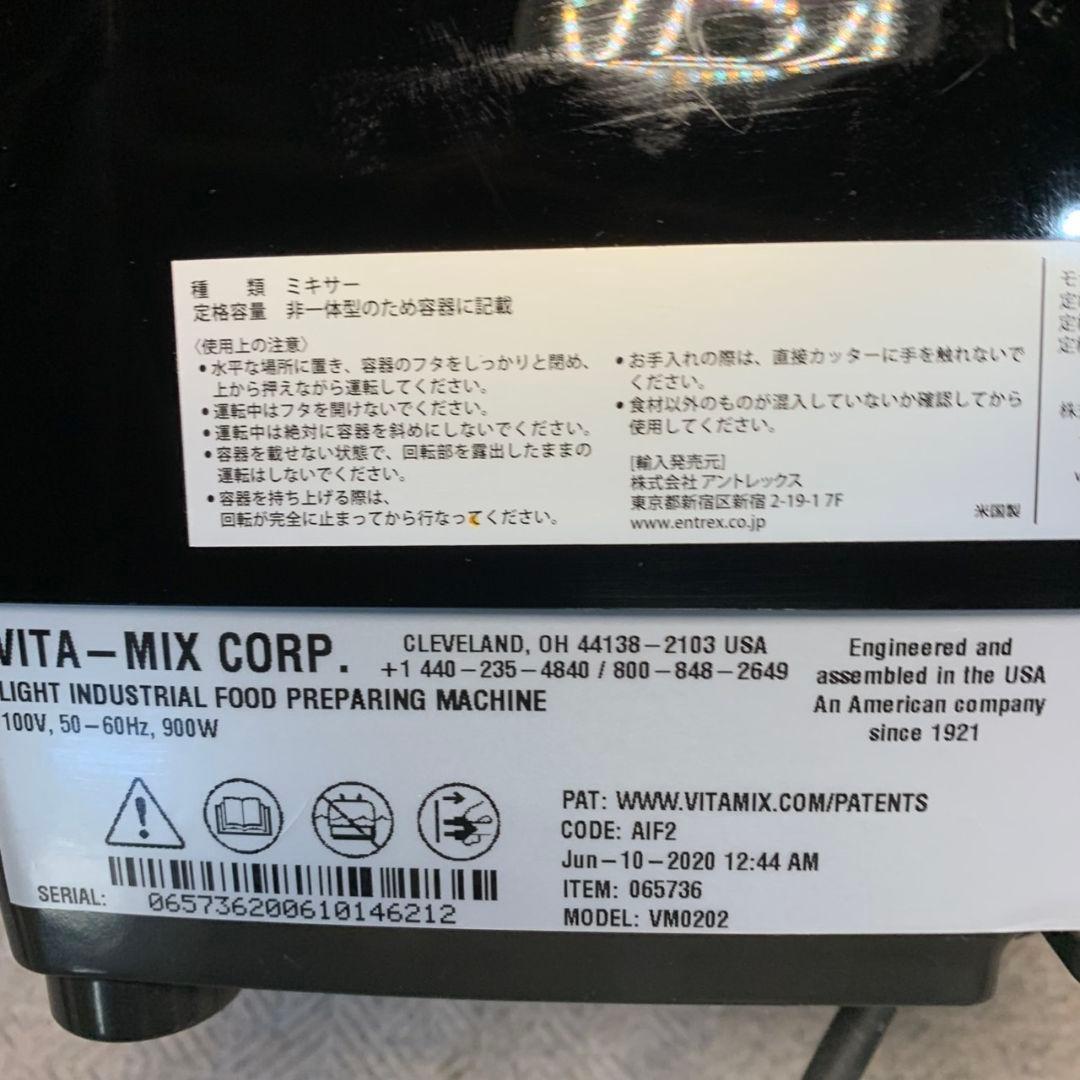 種 類 ミキサー
定格容量 非一体型のため容器に記載
〈使用上の注意〉
•水平な場所に置き、容器のフタをしっかりと閉め、
上から押えながら運転してください。
•運転中はフタを開けないでください。
•運転中は絶対に容器を斜めにしないでください。
•容器を載せない状態で、回転部を露出したままの
運転はしないでください。
•容器を持ち上げる際は、
回転が完全に止まってから行なってください。
•お手入れの際は、直接カッターに手を触れないで
ください。
•食材以外のものが混入していないか確認してから
使用してください。
[輸入発売元]
株式会社 アントレックス
東京都新宿区新宿 2-19-1 7F
www.entrex.co.jp
米国製
モ
定
定
定
株
VITA-MIX CORP.
CLEVELAND, OH 44138-2103 USA
+1 440-235-4840 / 800-848-2649
LIGHT INDUSTRIAL FOOD PREPARING MACHINE
100V, 50-60Hz, 900W
Engineered and
assembled in the USA
An American company
since 1921
PAT: WWW.VITAMIX.COM/PATENTS
CODE: AIF2
Jun-10-2020 12:44 AM
ITEM: 065736
MODEL: VM0202
SERIAL: 065736200610146212